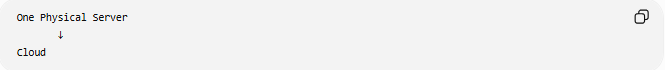 One Physical Server
↓
Cloud